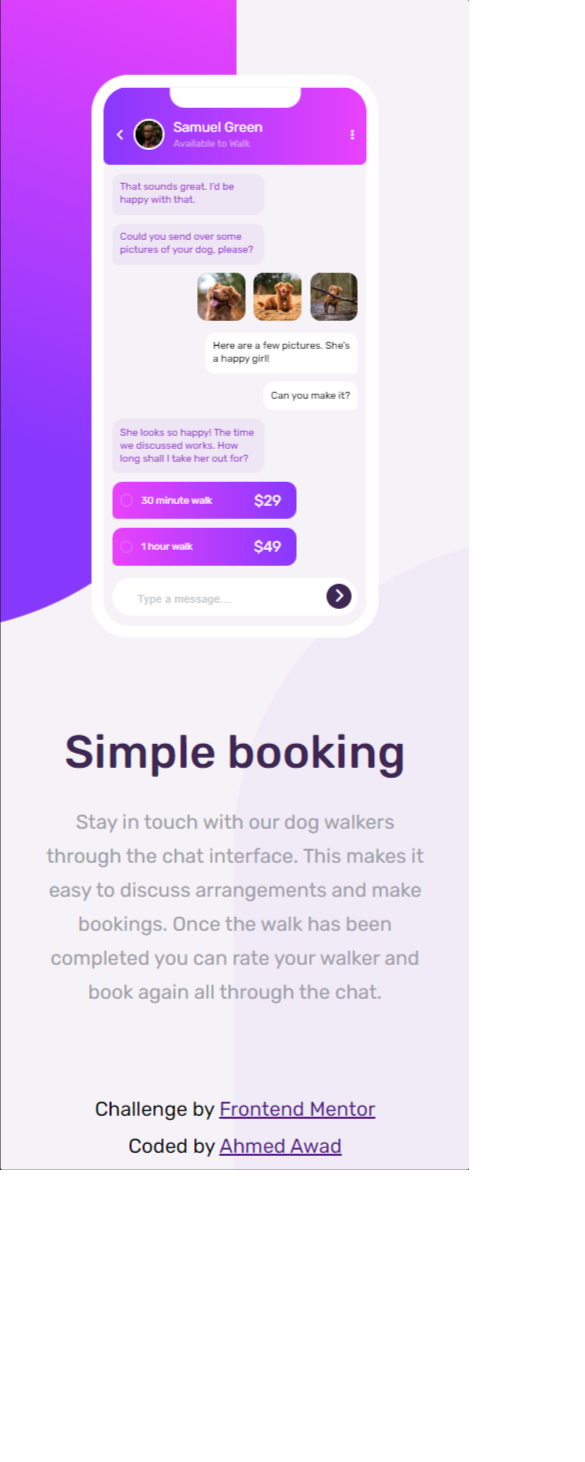 Samuel Green
Available to Walk
That sounds great. I'd be
happy with that.
Could you send over some
pictures of your dog, please?
Here are a few pictures. She's
a happy girl!
Can you make it?
She looks so happy! The time
we discussed works. How
long shall I take her out for?
30 minute walk $29
1 hour walk $49
Type a message...
Simple booking
Stay in touch with our dog walkers
through the chat interface. This makes it
easy to discuss arrangements and make
bookings. Once the walk has been
completed you can rate your walker and
book again all through the chat.
Challenge by Frontend Mentor
Coded by Ahmed Awad